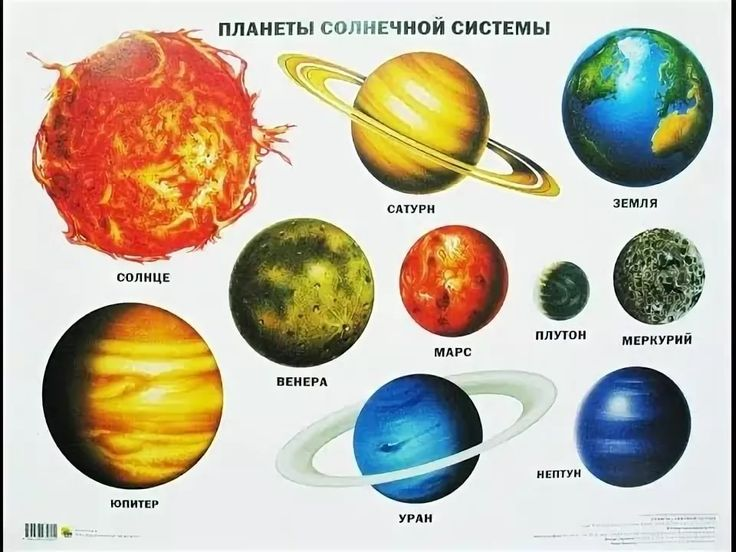 ПЛАНЕТЫ СОЛНЕЧНОЙ СИСТЕМЫ
САТУРН
ЗЕМЛЯ
СОЛНЦЕ
ПЛУТОН
МЕРКУРИЙ
МАРС
ВЕНЕРА
НЕПТУН
ЮПИТЕР
УРАН